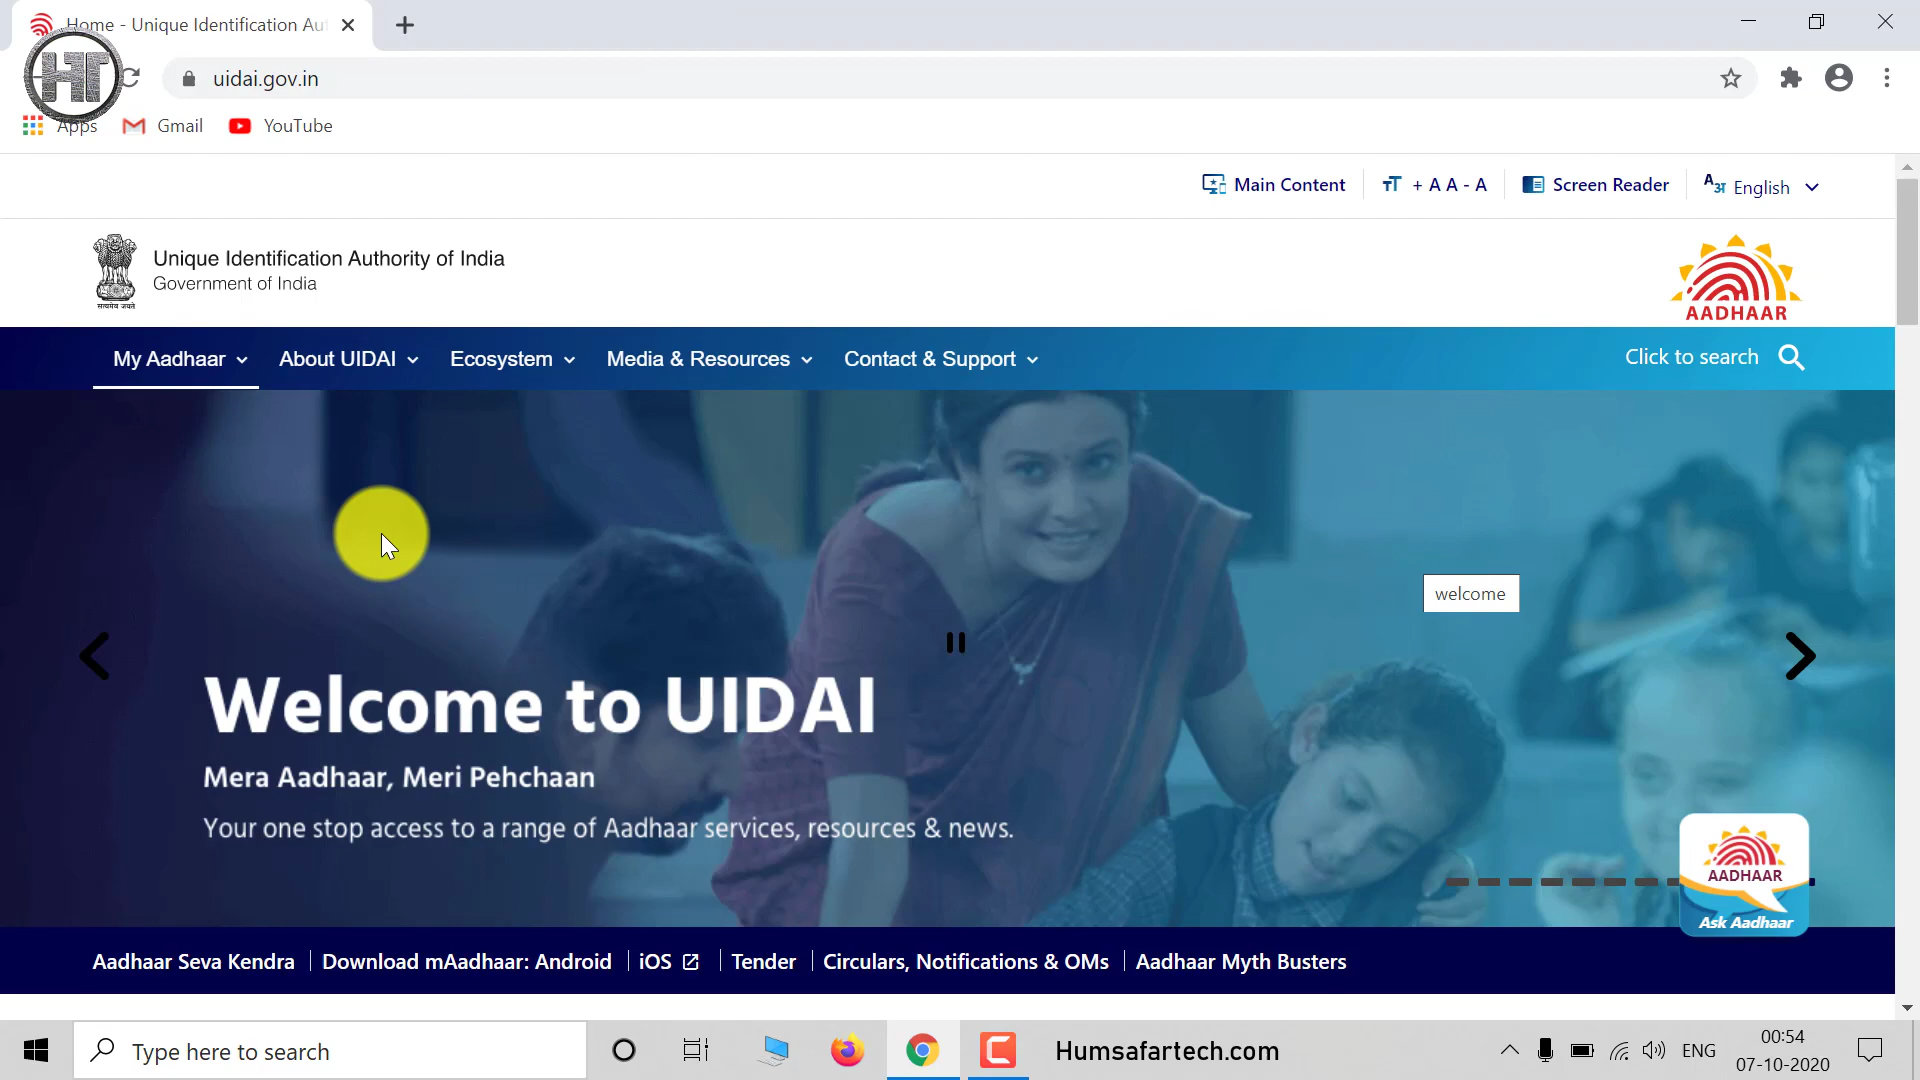 Home - Unique Identification Au
HT
uidai.gov.in
Apps
Gmail
YouTube
Main Content
+ A A - A
Screen Reader
English
Unique Identification Authority of India
Government of India
सत्यमेव जयते
AADHAAR
My Aadhaar
About UIDAI
Ecosystem
Media & Resources
Contact & Support
Click to search
welcome
Welcome to UIDAI
Mera Aadhaar, Meri Pehchaan
Your one stop access to a range of Aadhaar services, resources & news.
AADHAAR
Ask Aadhaar
Aadhaar Seva Kendra
Download mAadhaar: Android
iOS
Tender
Circulars, Notifications & OMs
Aadhaar Myth Busters
Type here to search
Humsafartech.com
ENG
00:54
07-10-2020